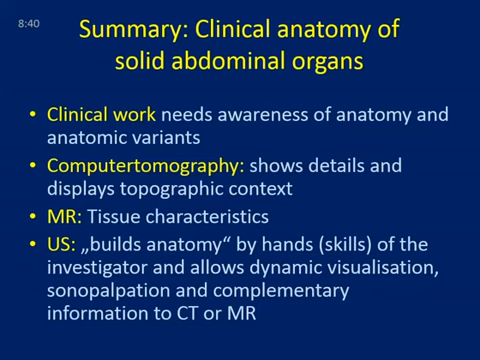 8:40
Summary: Clinical anatomy of
solid abdominal organs
• Clinical work needs awareness of anatomy and
anatomic variants
• Computertomography: shows details and
displays topographic context
• MR: Tissue characteristics
• US: „builds anatomy“ by hands (skills) of the
investigator and allows dynamic visualisation,
sonopalpation and complementary
information to CT or MR